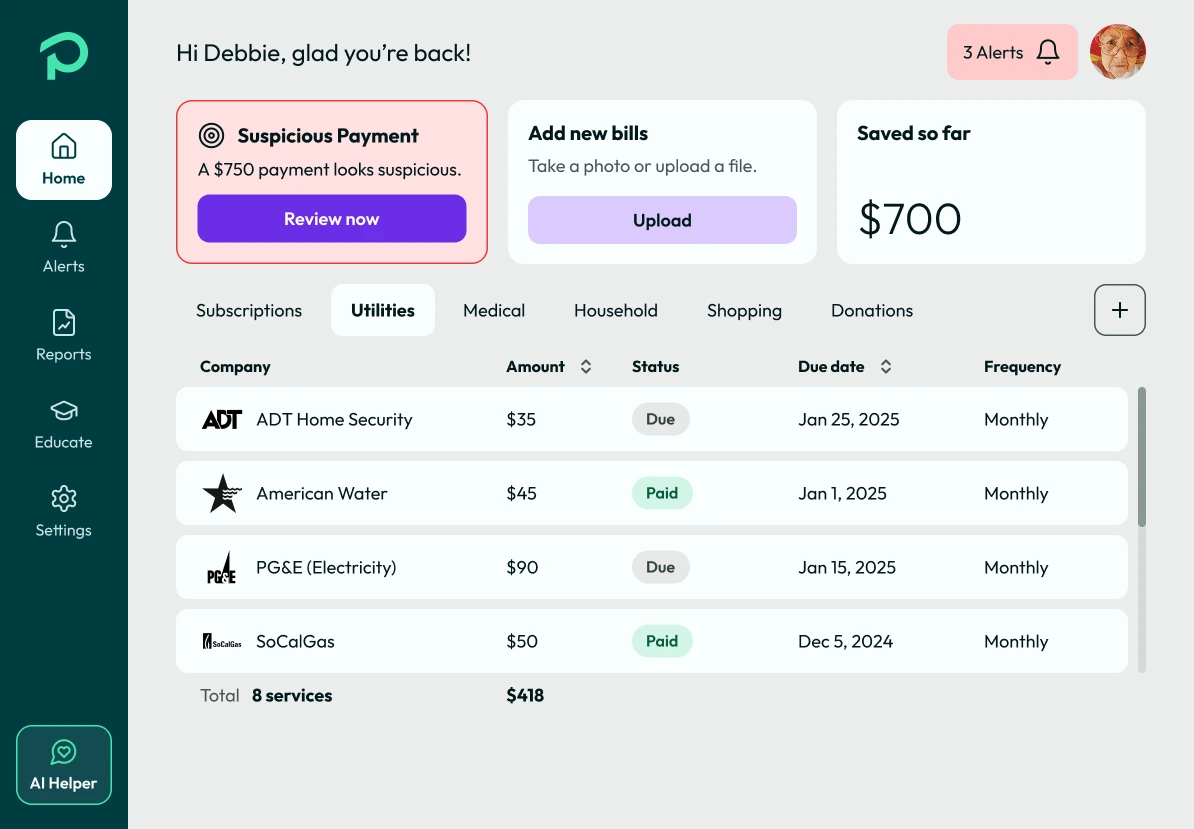 Hi Debbie, glad you’re back!
3 Alerts
Home
Alerts
Reports
Educate
Settings
AI Helper
Suspicious Payment
A $750 payment looks suspicious.
Review now
Add new bills
Take a photo or upload a file.
Upload
Saved so far
$700
Subscriptions Utilities Medical Household Shopping Donations +
Company Amount Status Due date Frequency
ADT ADT Home Security $35 Due Jan 25, 2025 Monthly
American Water $45 Paid Jan 1, 2025 Monthly
PG&E PG&E (Electricity) $90 Due Jan 15, 2025 Monthly
SoCalGas SoCalGas $50 Paid Dec 5, 2024 Monthly
Total 8 services $418